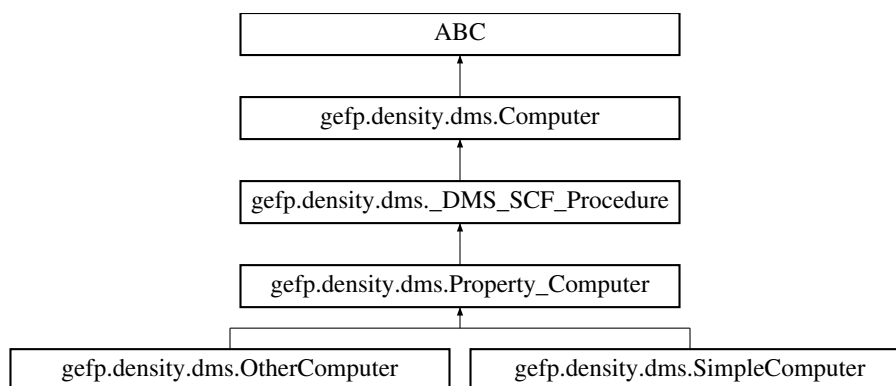 ABC
gefp.density.dms.Computer
gefp.density.dms._DMS_SCF_Procedure
gefp.density.dms.Property_Computer
gefp.density.dms.OtherComputer
gefp.density.dms.SimpleComputer